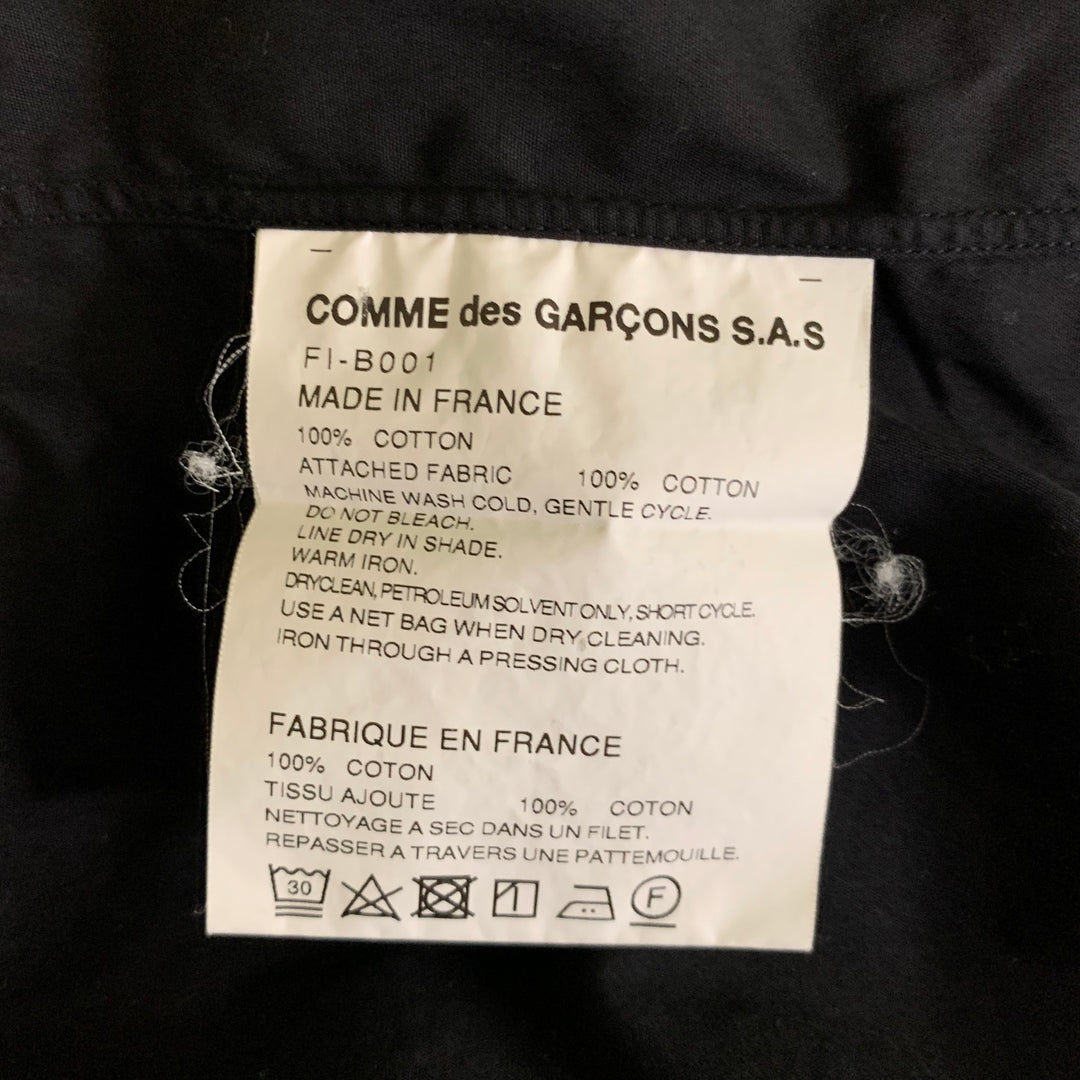 COMME des GARÇONS S.A.S
FI-B001
MADE IN FRANCE
100% COTTON
ATTACHED FABRIC 100% COTTON
MACHINE WASH COLD, GENTLE CYCLE.
DO NOT BLEACH.
LINE DRY IN SHADE.
WARM IRON.
DRYCLEAN, PETROLEUM SOLVENT ONLY, SHORT CYCLE.
USE A NET BAG WHEN DRY CLEANING.
IRON THROUGH A PRESSING CLOTH.
FABRIQUE EN FRANCE
100% COTON
TISSU AJOUTE 100% COTON
NETTOYAGE A SEC DANS UN FILET.
REPASSER A TRAVERS UNE PATTEMOUILLE.
30 F